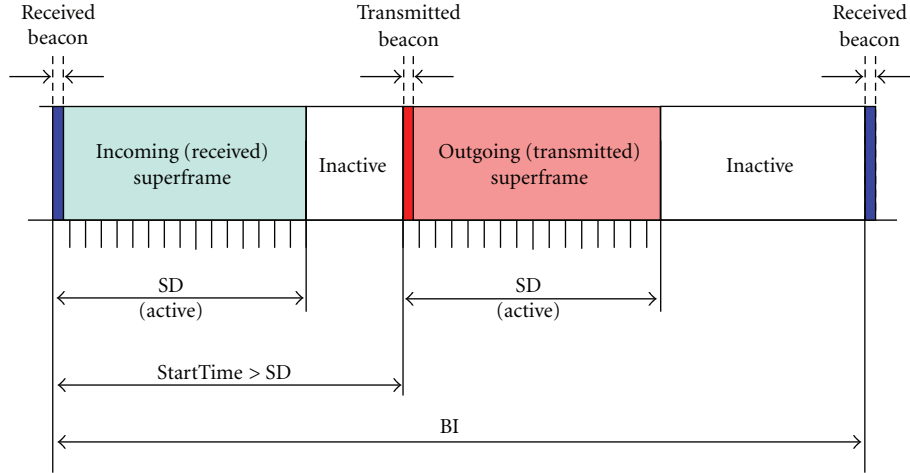 Received
beacon
Transmitted
beacon
Received
beacon
Incoming (received)
superframe
Inactive
Outgoing (transmitted)
superframe
Inactive
SD
(active)
SD
(active)
StartTime > SD
BI